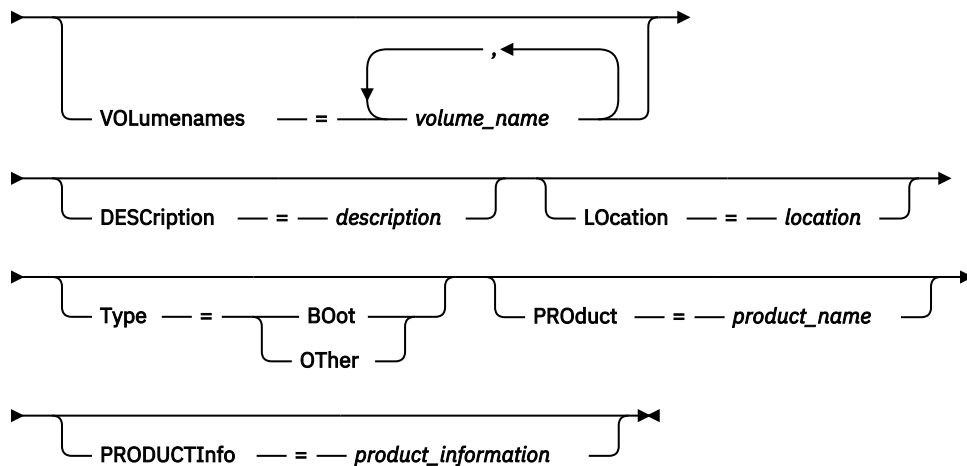 ,
VOLumenames = volume_name
DESCription = description LOcation = location
Type = BOot PROduct = product_name
OTher
PRODUCTInfo = product_information